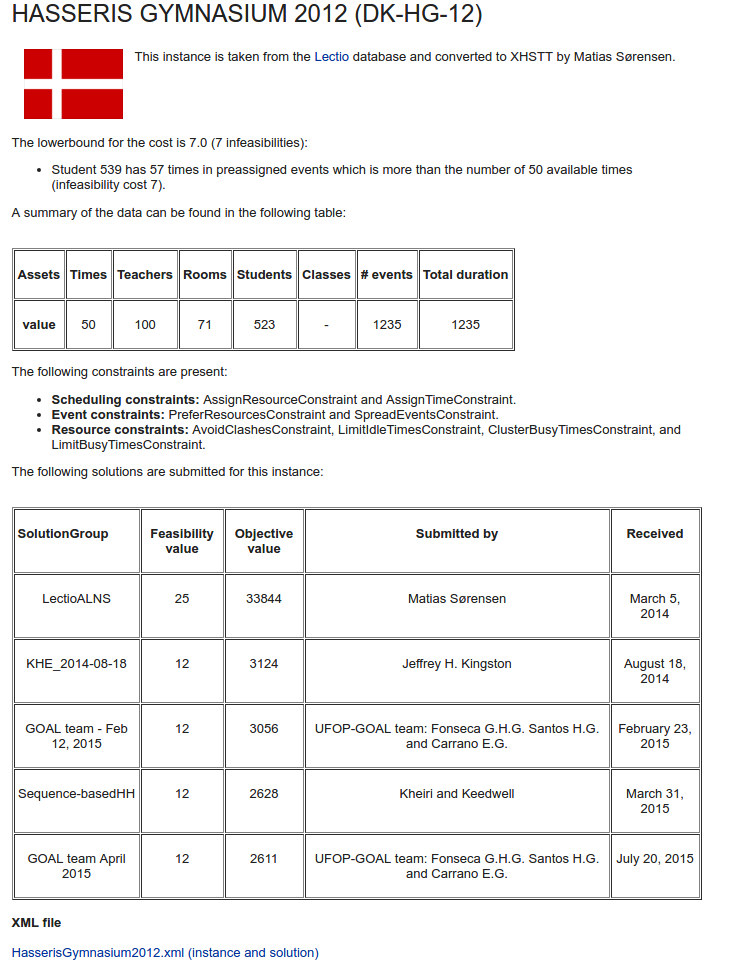 HASSERIS GYMNASIUM 2012 (DK-HG-12)
This instance is taken from the Lectio database and converted to XHSTT by Matias Sørensen.
The lowerbound for the cost is 7.0 (7 infeasibilities):
• Student 539 has 57 times in preassigned events which is more than the number of 50 available times
(infeasibility cost 7).
A summary of the data can be found in the following table:
Assets Times Teachers Rooms Students Classes # events Total duration
value 50 100 71 523 - 1235 1235
The following constraints are present:
• Scheduling constraints: AssignResourceConstraint and AssignTimeConstraint.
• Event constraints: PreferResourcesConstraint and SpreadEventsConstraint.
• Resource constraints: AvoidClashesConstraint, LimitIdleTimesConstraint, ClusterBusyTimesConstraint, and
LimitBusyTimesConstraint.
The following solutions are submitted for this instance:
SolutionGroup Feasibility Objective Submitted by Received
value value
LectioALNS 25 33844 Matias Sørensen March 5,
2014
KHE_2014-08-18 12 3124 Jeffrey H. Kingston August 18,
2014
GOAL team - Feb 12 3056 UFOP-GOAL team: Fonseca G.H.G. Santos H.G. February 23,
12, 2015 and Carrano E.G. 2015
Sequence-basedHH 12 2628 Kheiri and Keedwell March 31,
2015
GOAL team April 12 2611 UFOP-GOAL team: Fonseca G.H.G. Santos H.G. July 20, 2015
2015 and Carrano E.G.
XML file
HasserisGymnasium2012.xml (instance and solution)